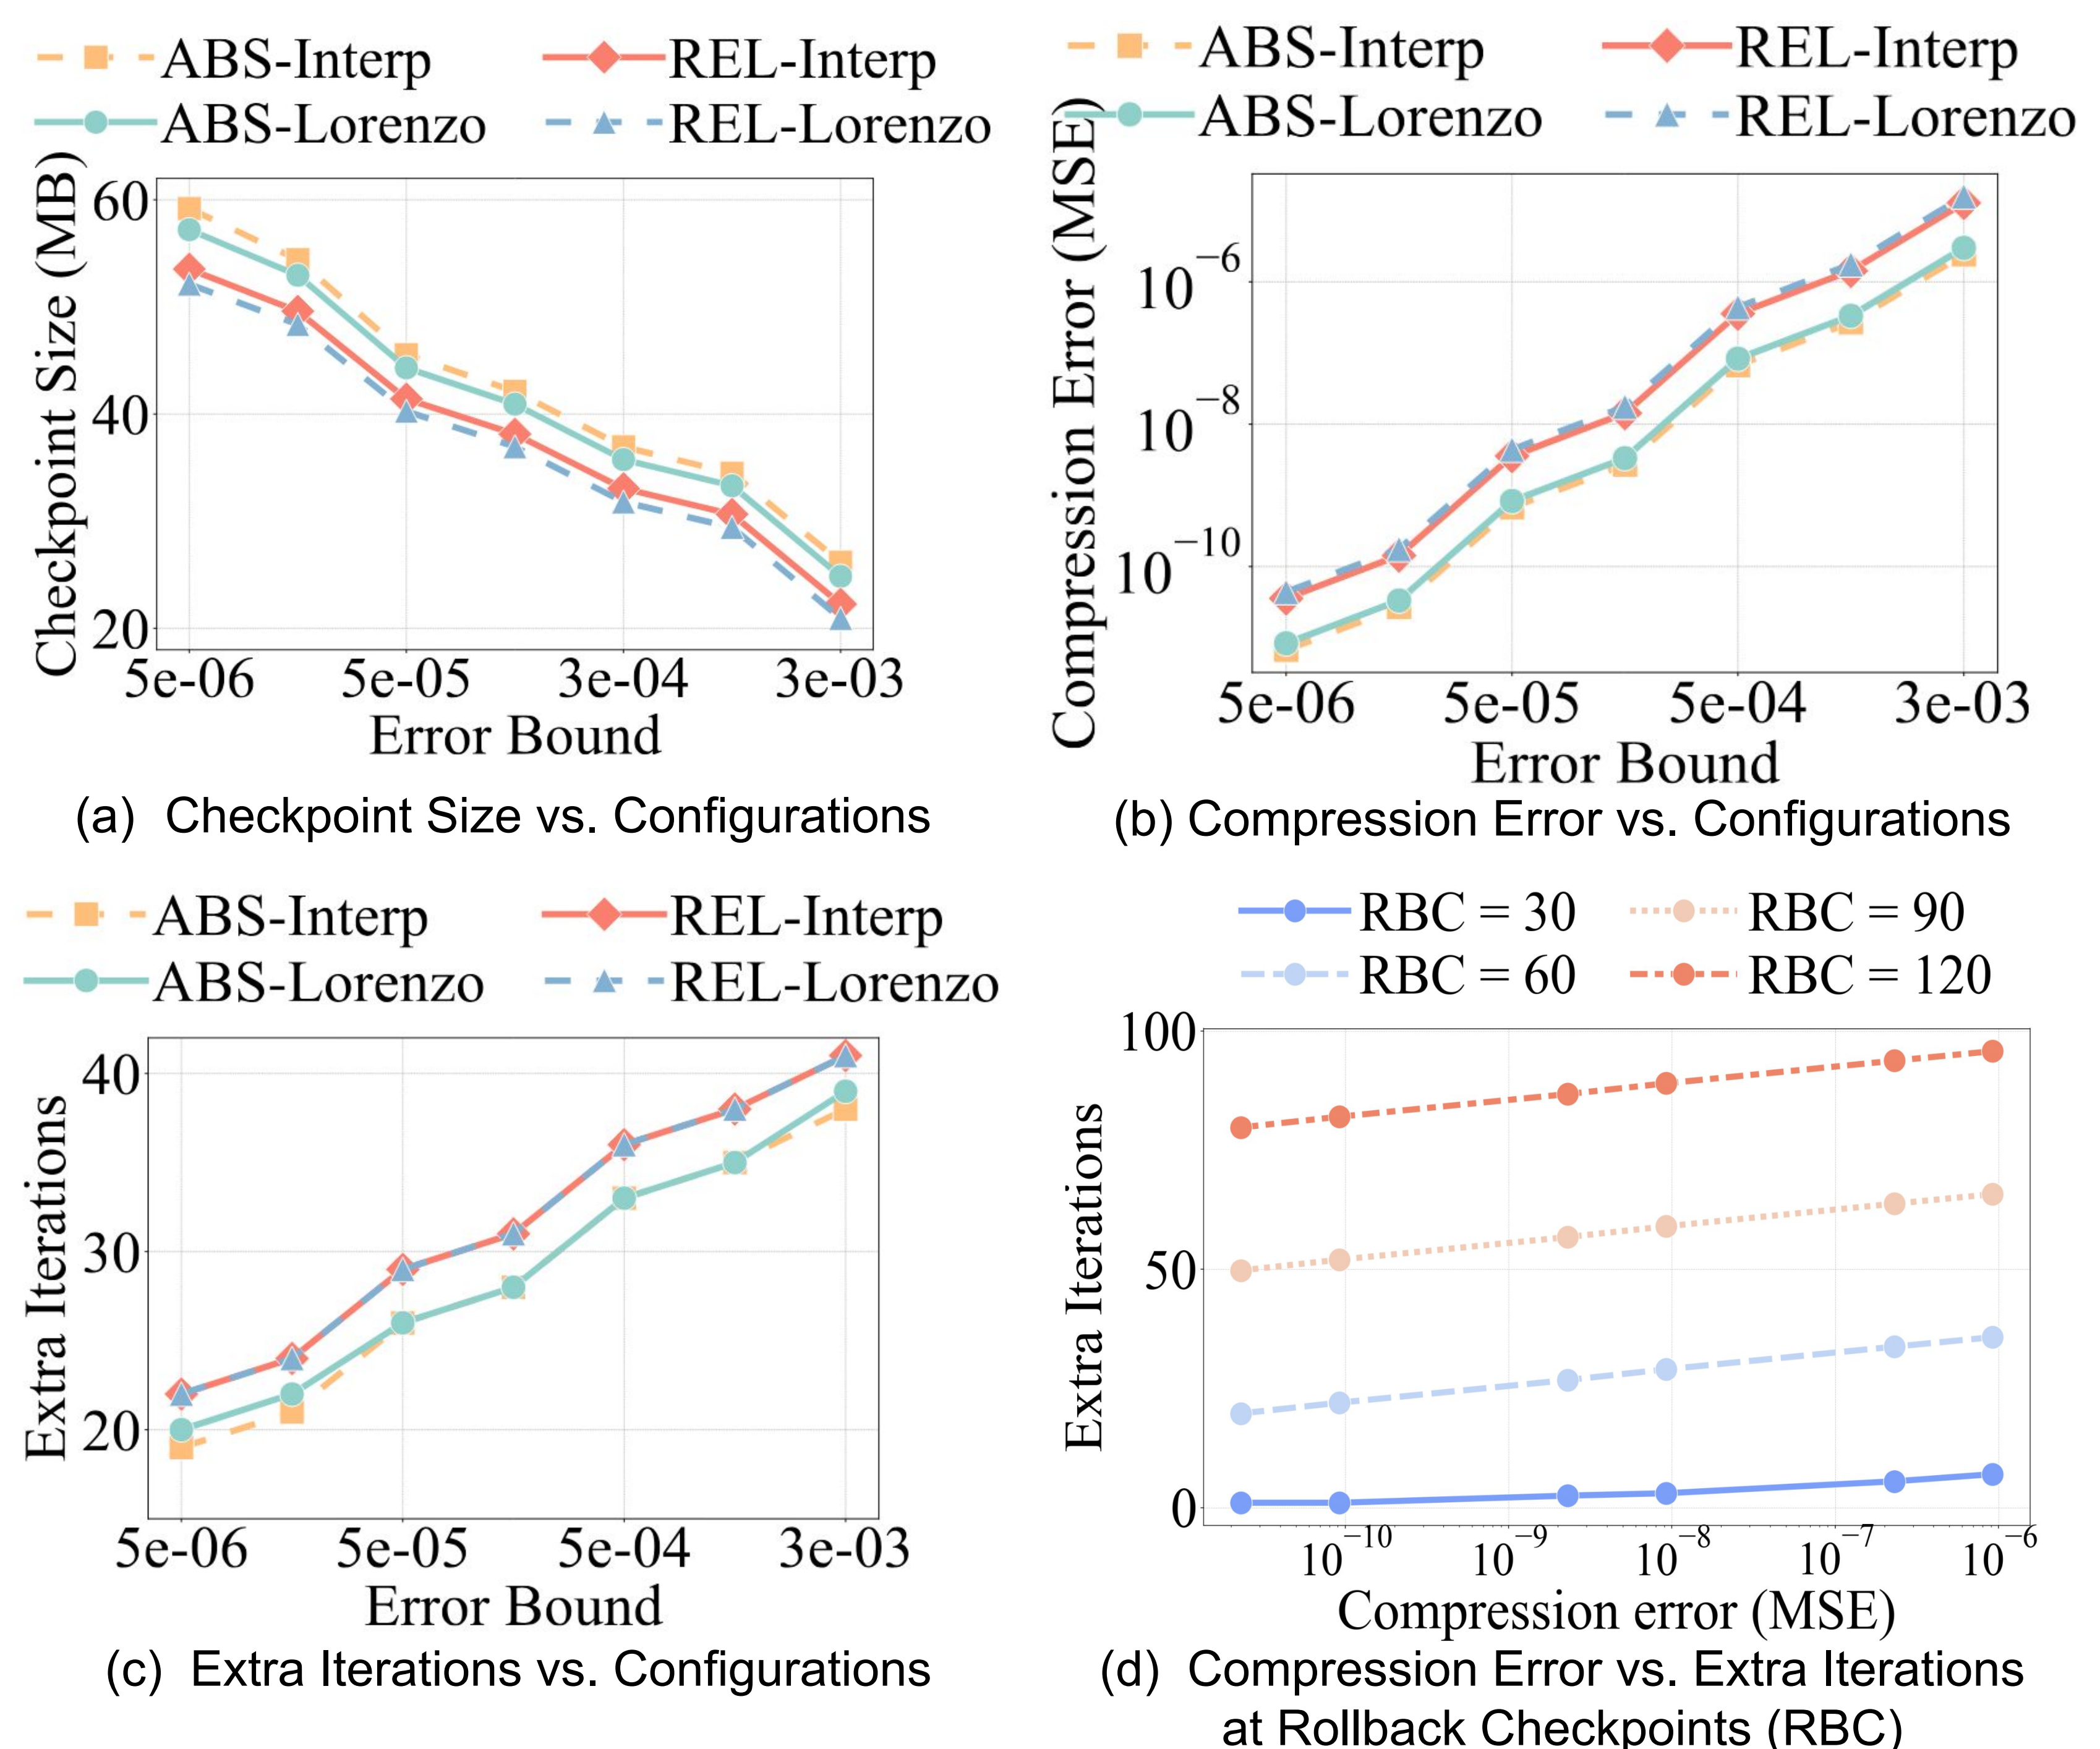 ABS-Interp REL-Interp
ABS-Lorenzo REL-Lorenzo
Checkpoint Size (MB)
60
40
20
5e-06 5e-05 3e-04 3e-03
Error Bound
(a) Checkpoint Size vs. Configurations
ABS-Interp REL-Interp
ABS-Lorenzo REL-Lorenzo
Compression Error (MSE)
10⁻⁶
10⁻⁸
10⁻¹⁰
5e-06 5e-05 5e-04 3e-03
Error Bound
(b) Compression Error vs. Configurations
ABS-Interp REL-Interp
ABS-Lorenzo REL-Lorenzo
Extra Iterations
40
30
20
5e-06 5e-05 5e-04 3e-03
Error Bound
(c) Extra Iterations vs. Configurations
RBC = 30 RBC = 90
RBC = 60 RBC = 120
Extra Iterations
100
50
0
10⁻¹⁰ 10⁻⁹ 10⁻⁸ 10⁻⁷ 10⁻⁶
Compression error (MSE)
(d) Compression Error vs. Extra Iterations
at Rollback Checkpoints (RBC)